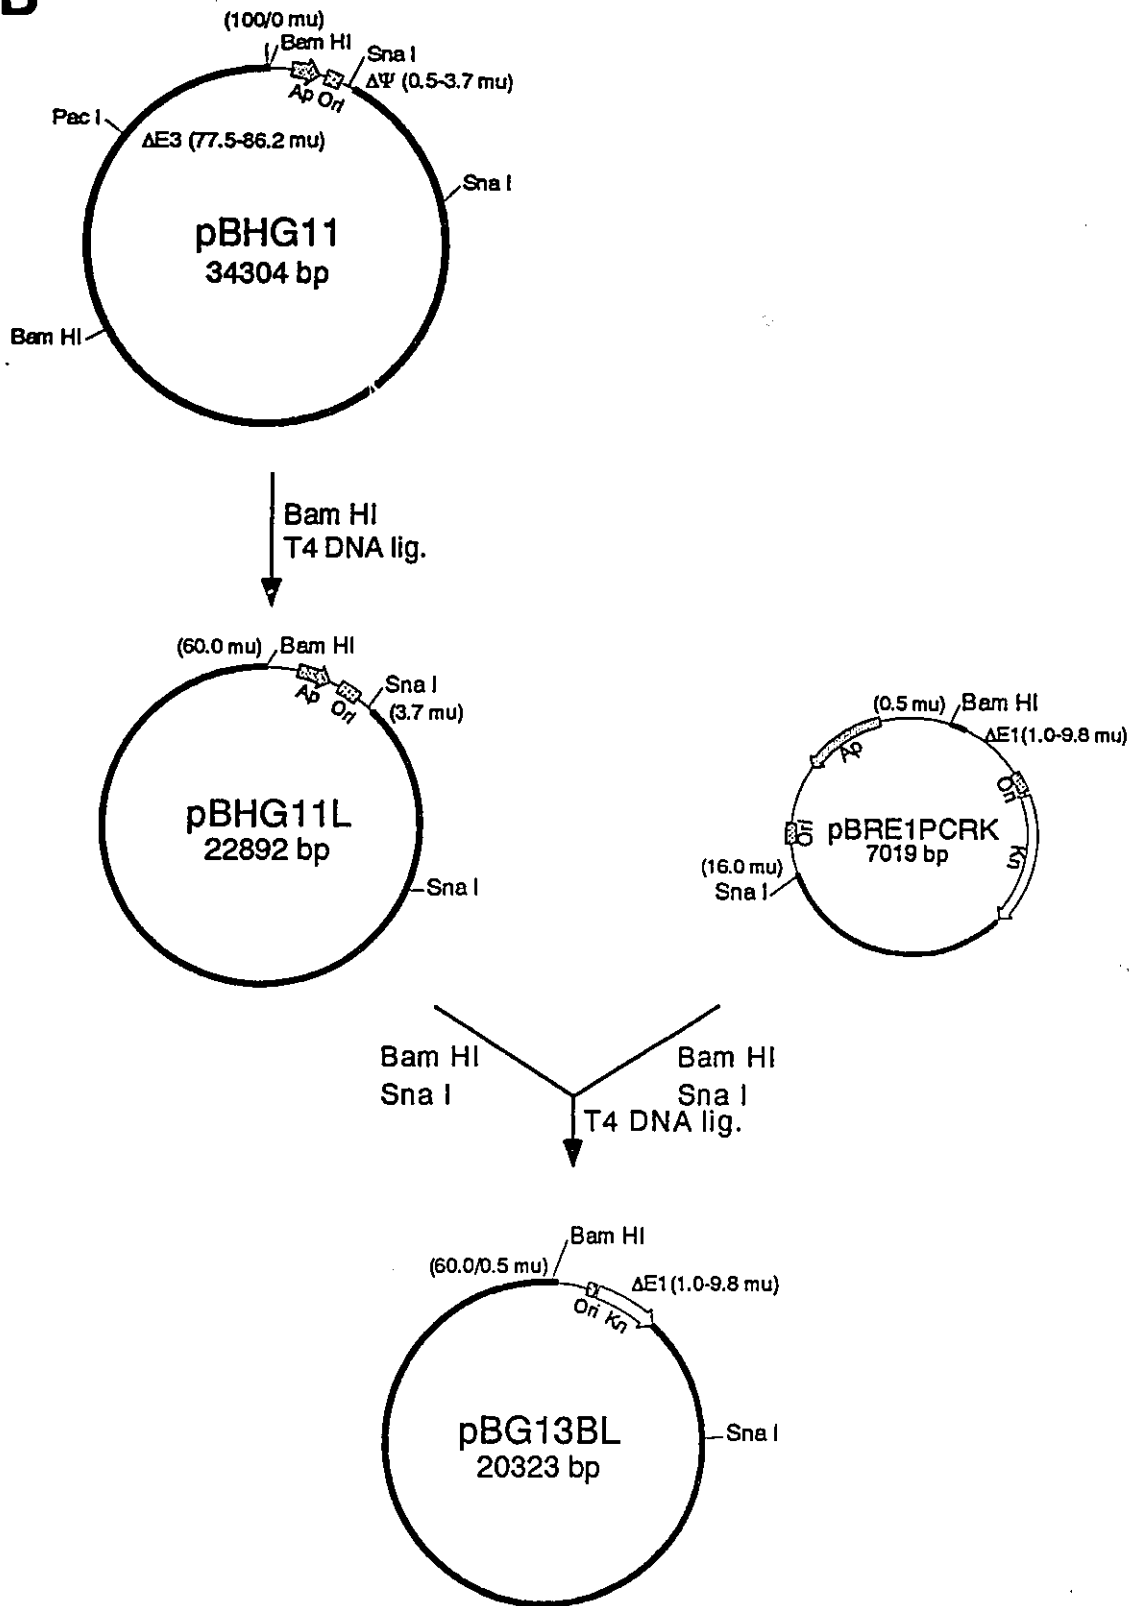 B
(100/0 mu)
Bam HI
Sna I
ΔΨ (0.5-3.7 mu)
Ap Ori
Pac I
ΔE3 (77.5-86.2 mu)
Sna I
pBHG11
34304 bp
Bam HI
Bam HI
T4 DNA lig.
(60.0 mu)
Bam HI
Sna I
(3.7 mu)
Ap
Ori
pBHG11L
22892 bp
Sna I
(0.5 mu)
Bam HI
ΔE1(1.0-9.8 mu)
Ap
Ori
Ori
pBRE1PCRK
7019 bp
Kn
(16.0 mu)
Sna I
Bam HI
Sna I
Bam HI
Sna I
T4 DNA lig.
Bam HI
(60.0/0.5 mu)
ΔE1(1.0-9.8 mu)
Ori Kn
pBG13BL
20323 bp
Sna I